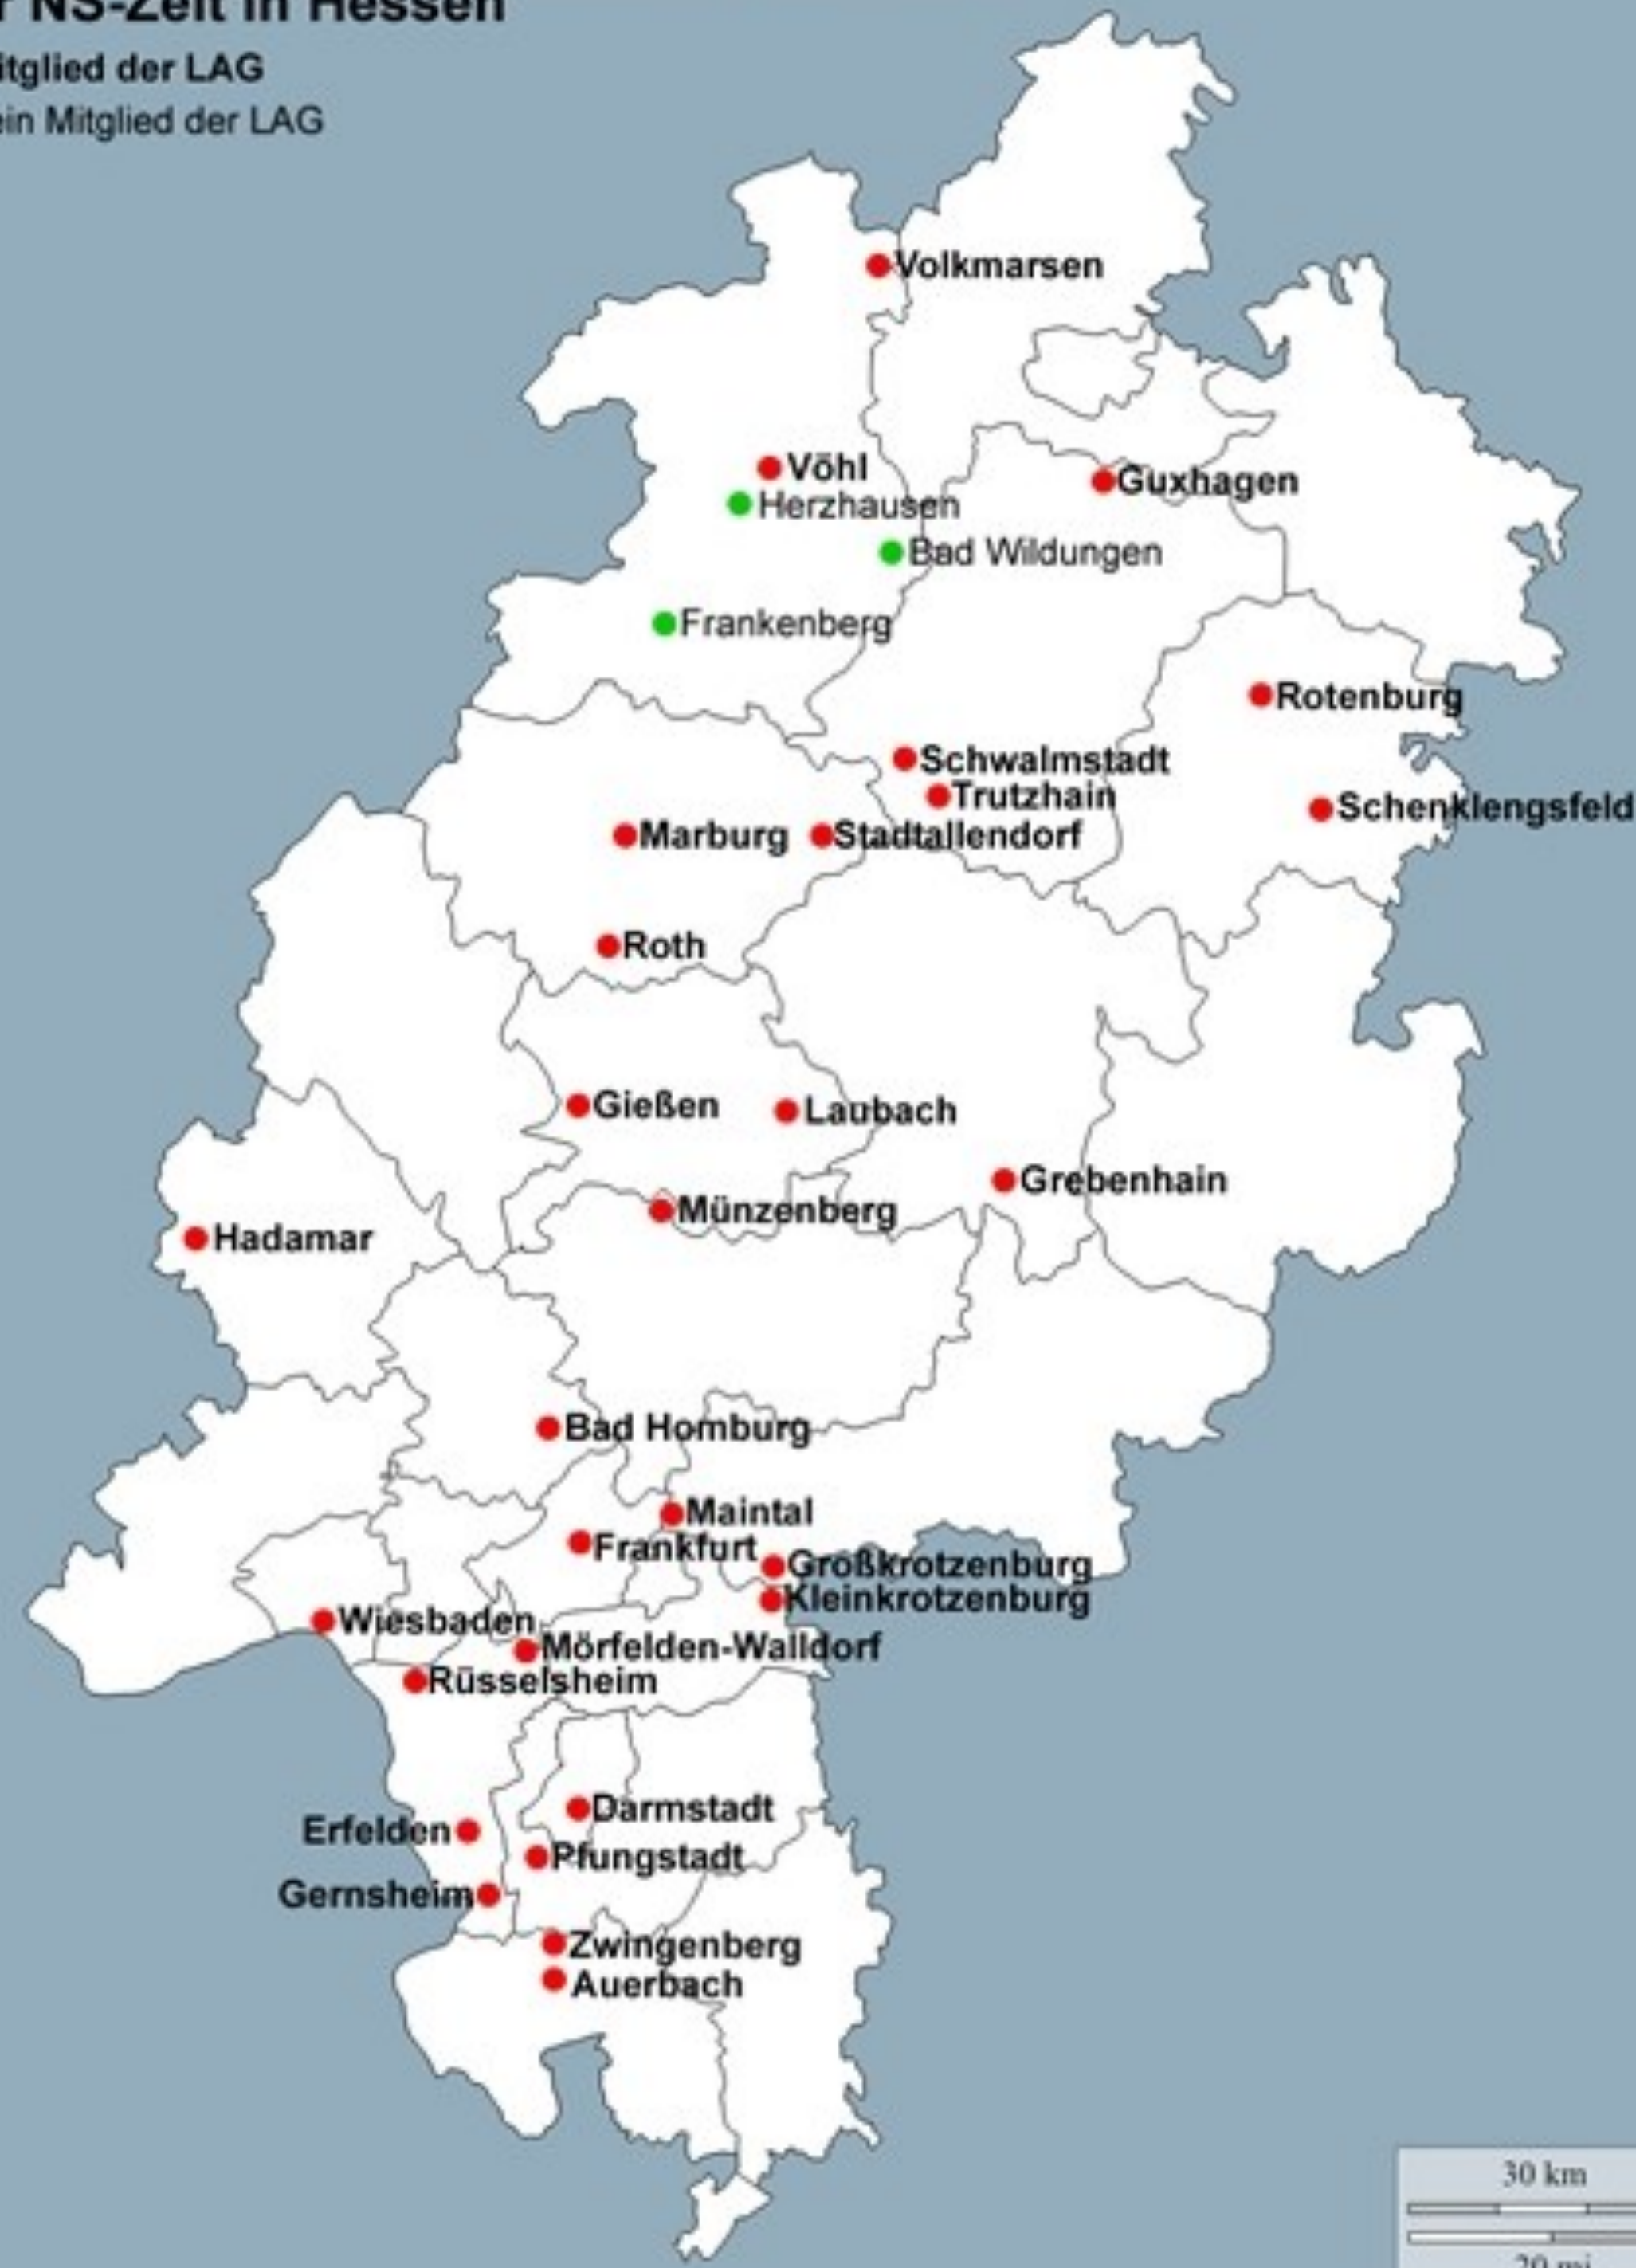 r NS-Zeit in Hessen
itglied der LAG
ein Mitglied der LAG
Volkmarsen
Vöhl
Guxhagen
Herzhausen
Bad Wildungen
Frankenberg
Rotenburg
Schwalmstadt
Trutzhain
Schenklengsfeld
Marburg
Stadtallendorf
Roth
Gießen
Laubach
Grebenhain
Münzenberg
Hadamar
Bad Homburg
Maintal
Frankfurt
Großkrotzenburg
Kleinkrotzenburg
Wiesbaden
Mörfelden-Walldorf
Rüsselsheim
Darmstadt
Erfelden
Pfungstadt
Gernsheim
Zwingenberg
Auerbach
30 km
20 mi